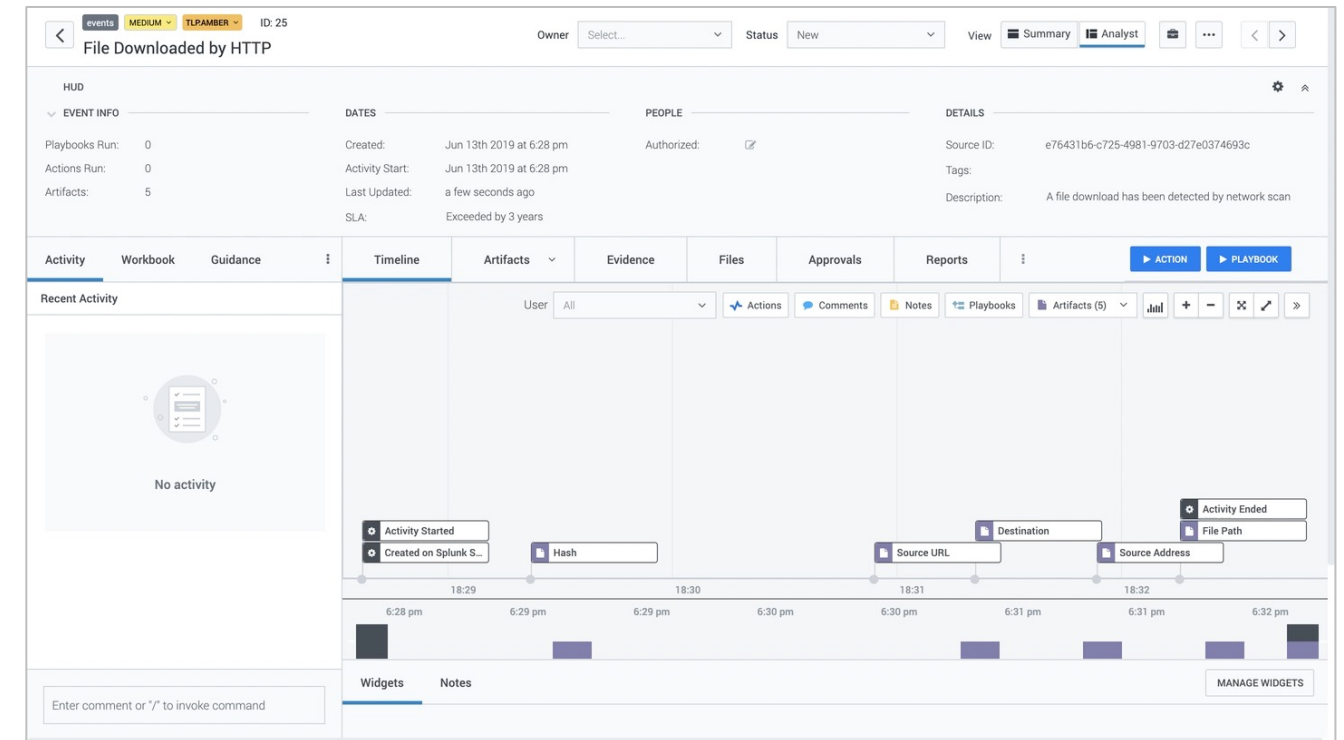 events MEDIUM TLP:AMBER ID: 25
File Downloaded by HTTP
Owner Select... Status New View Summary Analyst
HUD
EVENT INFO DATES PEOPLE DETAILS
Playbooks Run: 0 Created: Jun 13th 2019 at 6:28 pm Authorized: Source ID: e76431b6-c725-4981-9703-d27e0374693c
Actions Run: 0 Activity Start: Jun 13th 2019 at 6:28 pm Tags:
Artifacts: 5 Last Updated: a few seconds ago Description: A file download has been detected by network scan
SLA: Exceeded by 3 years
Activity Workbook Guidance Timeline Artifacts Evidence Files Approvals Reports ACTION PLAYBOOK
Recent Activity
User All Actions Comments Notes Playbooks Artifacts (5)
No activity
Activity Ended
Activity Started Destination File Path
Created on Splunk S... Hash Source URL Source Address
18:29 18:30 18:31 18:32
6:28 pm 6:29 pm 6:29 pm 6:30 pm 6:30 pm 6:31 pm 6:31 pm 6:32 pm
Widgets Notes MANAGE WIDGETS
Enter comment or "/" to invoke command